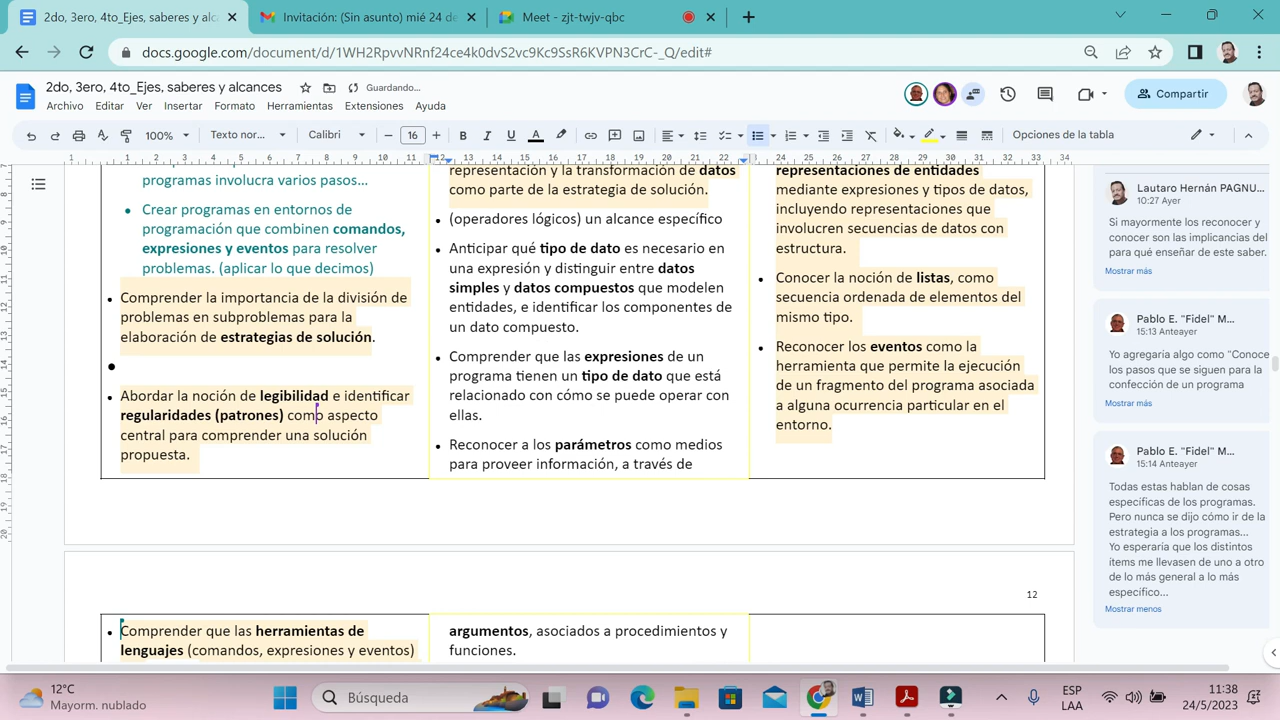 2do, 3ero, 4to_Ejes, saberes y alca
Invitación: (Sin asunto) mié 24 de
Meet - zjt-twjv-qbc
docs.google.com/document/d/1WH2RpvvNRnf24ce4k0dvS2vc9Kc9SsR6KVPN3CrC-_Q/edit#
2do, 3ero, 4to_Ejes, saberes y alcances
Guardando...
Archivo Editar Ver Insertar Formato Herramientas Extensiones Ayuda
Compartir
100% Texto nor... Calibri 16 Opciones de la tabla
programas involucra varios pasos...
Crear programas en entornos de
programación que combinen comandos,
expresiones y eventos para resolver
problemas. (aplicar lo que decimos)
Comprender la importancia de la división de
problemas en subproblemas para la
elaboración de estrategias de solución.
Abordar la noción de legibilidad e identificar
regularidades (patrones) como aspecto
central para comprender una solución
propuesta.
representación y la transformación de datos
como parte de la estrategia de solución.
(operadores lógicos) un alcance específico
Anticipar qué tipo de dato es necesario en
una expresión y distinguir entre datos
simples y datos compuestos que modelen
entidades, e identificar los componentes de
un dato compuesto.
Comprender que las expresiones de un
programa tienen un tipo de dato que está
relacionado con cómo se puede operar con
ellas.
Reconocer a los parámetros como medios
para proveer información, a través de
representaciones de entidades
mediante expresiones y tipos de datos,
incluyendo representaciones que
involucren secuencias de datos con
estructura.
Conocer la noción de listas, como
secuencia ordenada de elementos del
mismo tipo.
Reconocer los eventos como la
herramienta que permite la ejecución
de un fragmento del programa asociada
a alguna ocurrencia particular en el
entorno.
12
Comprender que las herramientas de
lenguajes (comandos, expresiones y eventos)
argumentos, asociados a procedimientos y
funciones.
Lautaro Hernán PAGNU...
10:27 Ayer
Si mayormente los reconocer y
conocer son las implicancias del
para qué enseñar de este saber.
Mostrar más
Pablo E. "Fidel" M...
15:13 Anteayer
Yo agregaría algo como "Conoce
los pasos que se siguen para la
confección de un programa
Mostrar más
Pablo E. "Fidel" M...
15:14 Anteayer
Todas estas hablan de cosas
específicas de los programas.
Pero nunca se dijo cómo ir de la
estrategia a los programas...
Yo esperaría que los distintos
ítems me llevasen de uno a otro
de lo más general a lo más
específico...
Mostrar menos
12°C
Mayorm. nublado
Búsqueda
ESP
LAA
11:38
24/5/2023